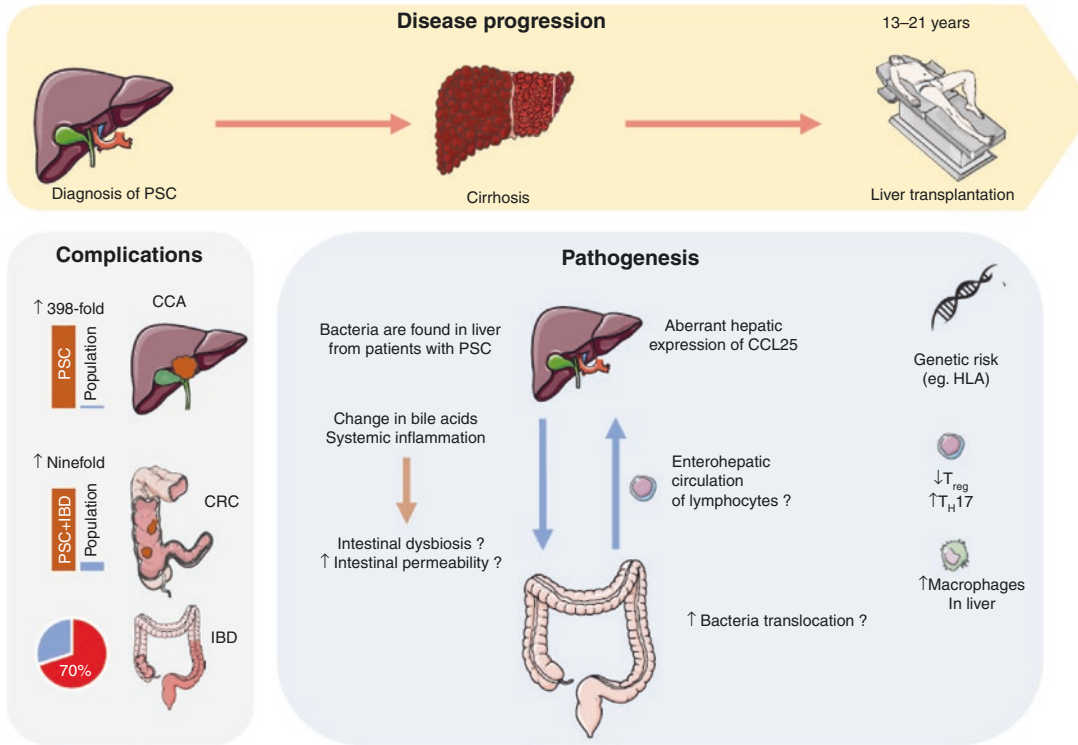 Disease progression
13–21 years
Diagnosis of PSC
Cirrhosis
Liver transplantation
Complications
↑ 398-fold
CCA
PSC
Population
↑ Ninefold
CRC
PSC+IBD
Population
IBD
70%
Pathogenesis
Bacteria are found in liver
from patients with PSC
Aberrant hepatic
expression of CCL25
Change in bile acids
Systemic inflammation
Enterohepatic
circulation
of lymphocytes ?
Intestinal dysbiosis ?
↑ Intestinal permeability ?
↑ Bacteria translocation ?
Genetic risk
(eg. HLA)
↓Treg
↑TH17
↑Macrophages
In liver